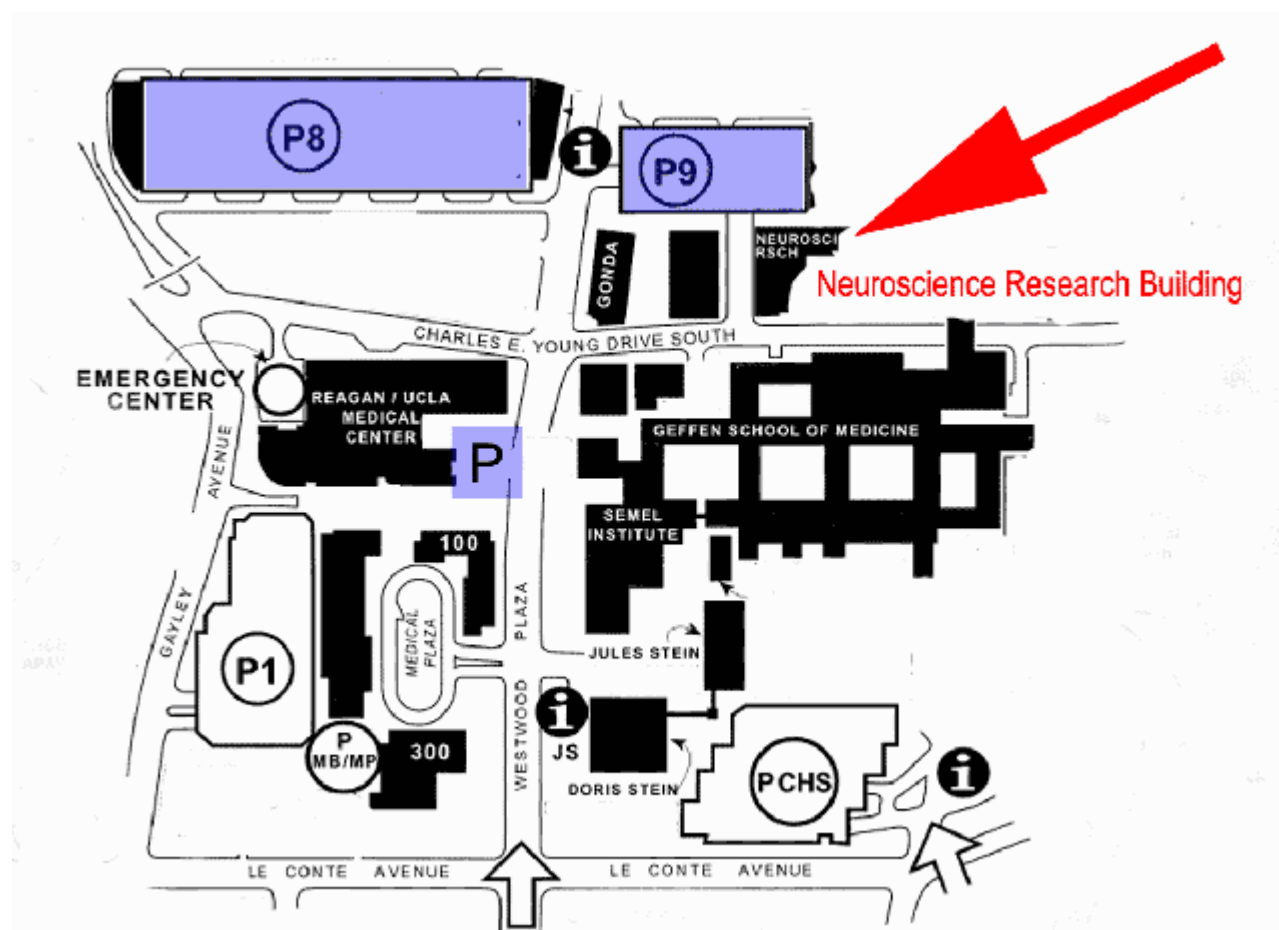 P8
i
P9
NEUROSCI
RSCH
GONDA
Neuroscience Research Building
CHARLES E. YOUNG DRIVE SOUTH
EMERGENCY
CENTER
REAGAN / UCLA
MEDICAL
CENTER
GEFFEN SCHOOL OF MEDICINE
P
AVENUE
SEMEL
INSTITUTE
100
PLAZA
GAYLEY
MEDICAL
PLAZA
JULES STEIN
P1
WESTWOOD
i
JS
P
MB/MP
300
DORIS STEIN
P CHS
i
LE CONTE AVENUE
LE CONTE AVENUE